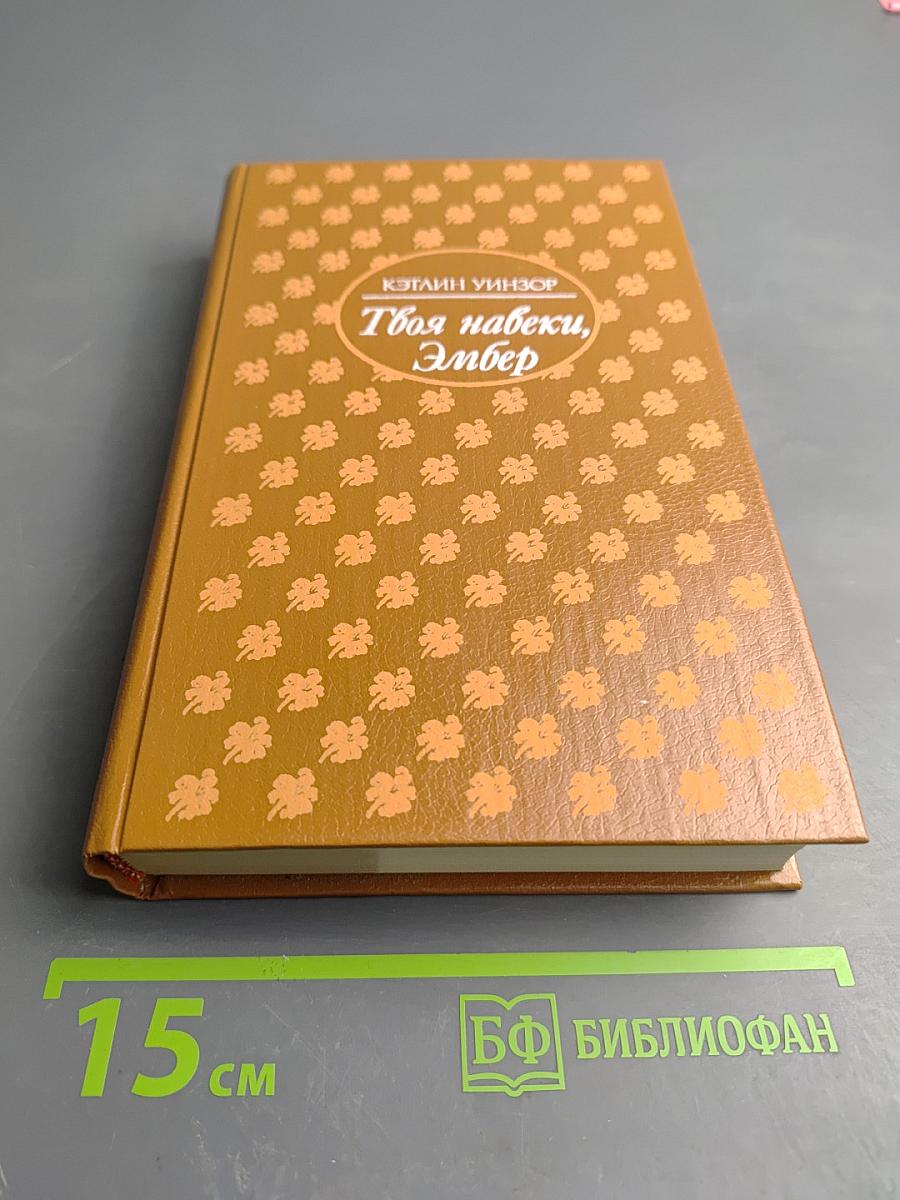 КЭТЛИН УИНЗОР
Твоя навеки,
Эмбер
15 см
БФ БИБЛИОФАН